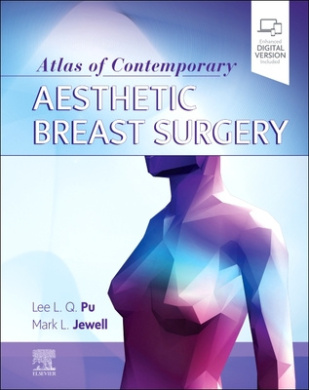 Enhanced
DIGITAL
VERSION
Included
Atlas of Contemporary
AESTHETIC
BREAST SURGERY
Lee L. Q. Pu
Mark L. Jewell
ELSEVIER